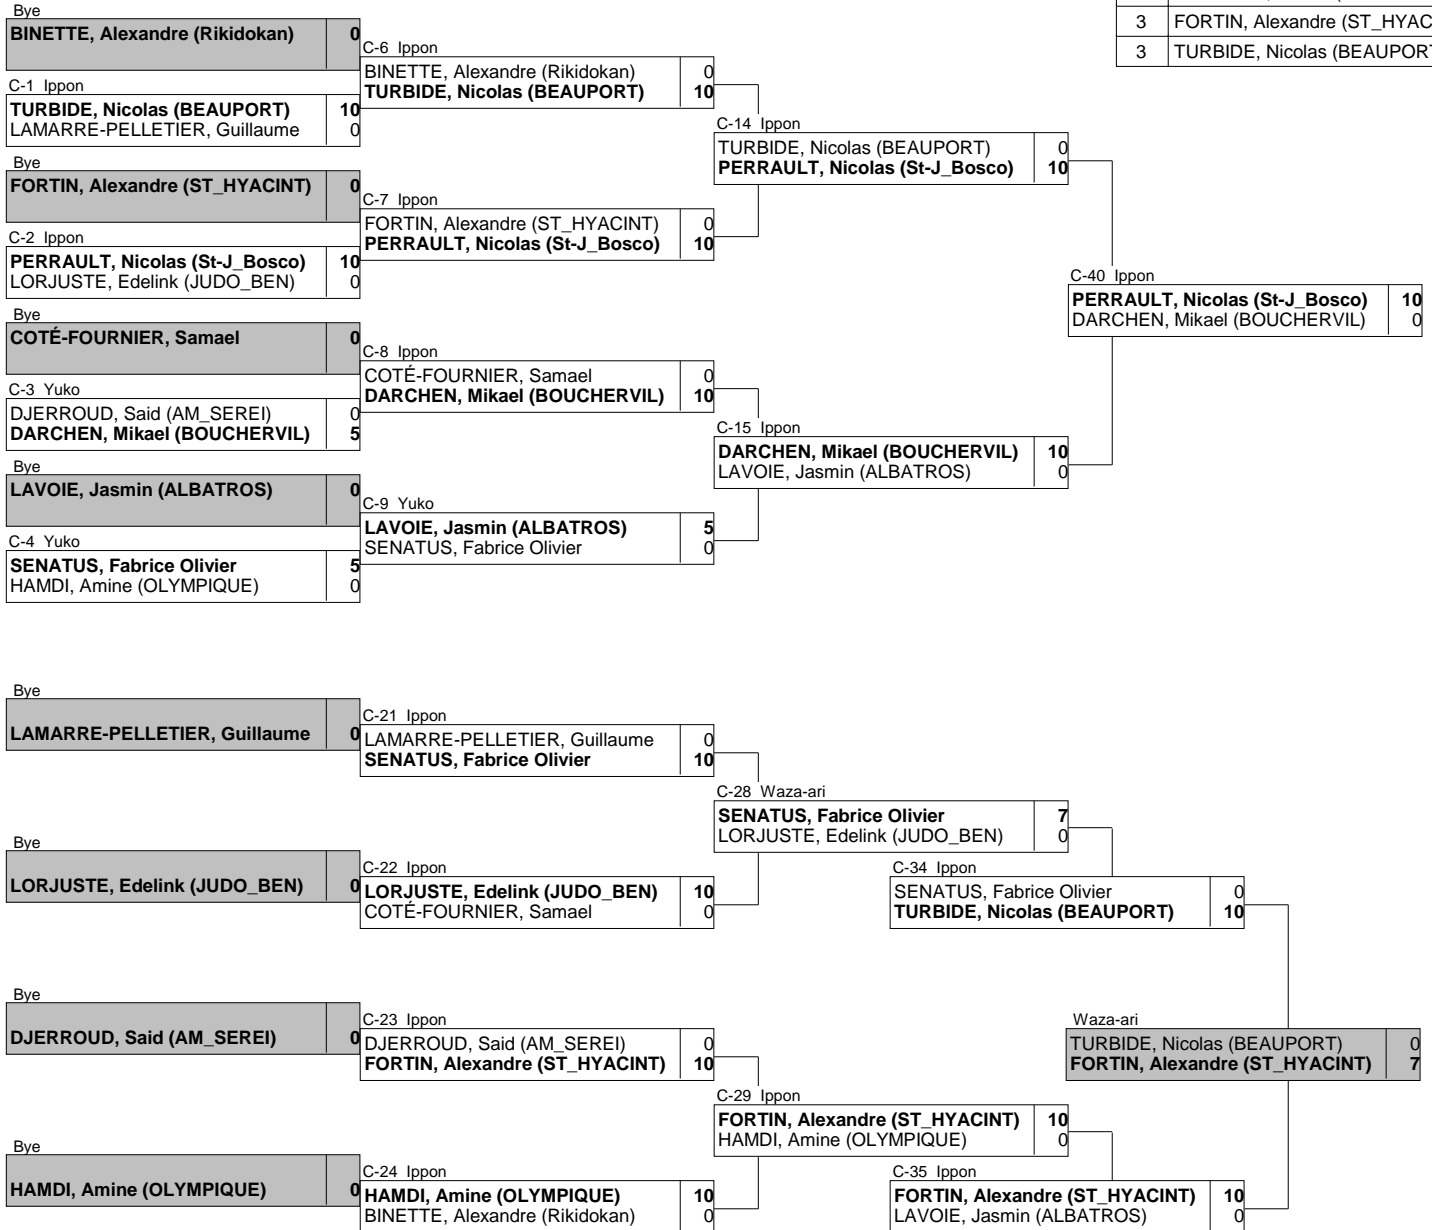 3 FORTIN, Alexandre (ST_HYAC
3 TURBIDE, Nicolas (BEAUPORT
Bye
BINETTE, Alexandre (Rikidokan) 0
C-1 Ippon
TURBIDE, Nicolas (BEAUPORT) 10
LAMARRE-PELLETIER, Guillaume 0
Bye
FORTIN, Alexandre (ST_HYACINT) 0
C-2 Ippon
PERRAULT, Nicolas (St-J_Bosco) 10
LORJUSTE, Edelink (JUDO_BEN) 0
Bye
COTÉ-FOURNIER, Samael 0
C-3 Yuko
DJERROUD, Said (AM_SEREI) 0
DARCHEN, Mikael (BOUCHERVIL) 5
Bye
LAVOIE, Jasmin (ALBATROS) 0
C-4 Yuko
SENATUS, Fabrice Olivier 5
HAMDI, Amine (OLYMPIQUE) 0
C-6 Ippon
BINETTE, Alexandre (Rikidokan) 0
TURBIDE, Nicolas (BEAUPORT) 10
C-7 Ippon
FORTIN, Alexandre (ST_HYACINT) 0
PERRAULT, Nicolas (St-J_Bosco) 10
C-8 Ippon
COTÉ-FOURNIER, Samael 0
DARCHEN, Mikael (BOUCHERVIL) 10
C-9 Yuko
LAVOIE, Jasmin (ALBATROS) 5
SENATUS, Fabrice Olivier 0
C-14 Ippon
TURBIDE, Nicolas (BEAUPORT) 0
PERRAULT, Nicolas (St-J_Bosco) 10
C-15 Ippon
DARCHEN, Mikael (BOUCHERVIL) 10
LAVOIE, Jasmin (ALBATROS) 0
C-40 Ippon
PERRAULT, Nicolas (St-J_Bosco) 10
DARCHEN, Mikael (BOUCHERVIL) 0
Bye
LAMARRE-PELLETIER, Guillaume 0
Bye
LORJUSTE, Edelink (JUDO_BEN) 0
Bye
DJERROUD, Said (AM_SEREI) 0
Bye
HAMDI, Amine (OLYMPIQUE) 0
C-21 Ippon
LAMARRE-PELLETIER, Guillaume 0
SENATUS, Fabrice Olivier 10
C-22 Ippon
LORJUSTE, Edelink (JUDO_BEN) 10
COTÉ-FOURNIER, Samael 0
C-23 Ippon
DJERROUD, Said (AM_SEREI) 0
FORTIN, Alexandre (ST_HYACINT) 10
C-24 Ippon
HAMDI, Amine (OLYMPIQUE) 10
BINETTE, Alexandre (Rikidokan) 0
C-28 Waza-ari
SENATUS, Fabrice Olivier 7
LORJUSTE, Edelink (JUDO_BEN) 0
C-29 Ippon
FORTIN, Alexandre (ST_HYACINT) 10
HAMDI, Amine (OLYMPIQUE) 0
C-34 Ippon
SENATUS, Fabrice Olivier 0
TURBIDE, Nicolas (BEAUPORT) 10
C-35 Ippon
FORTIN, Alexandre (ST_HYACINT) 10
LAVOIE, Jasmin (ALBATROS) 0
Waza-ari
TURBIDE, Nicolas (BEAUPORT) 0
FORTIN, Alexandre (ST_HYACINT) 7